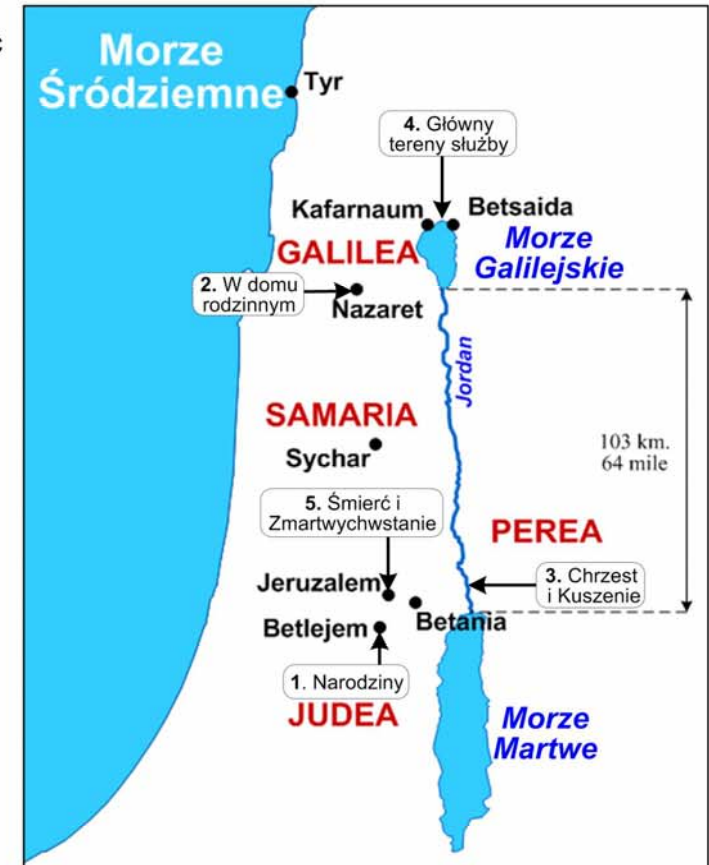 ć
Morze
Śródziemne
Tyr
4. Główny
tereny służby
Kafarnaum
Betsaida
GALILEA
Morze
Galilejskie
2. W domu
rodzinnym
Nazaret
Jordan
SAMARIA
Sychar
103 km.
64 mile
5. Śmierć i
Zmartwychwstanie
PEREA
3. Chrzest
i Kuszenie
Jeruzalem
Betania
Betlejem
1. Narodziny
JUDEA
Morze
Martwe